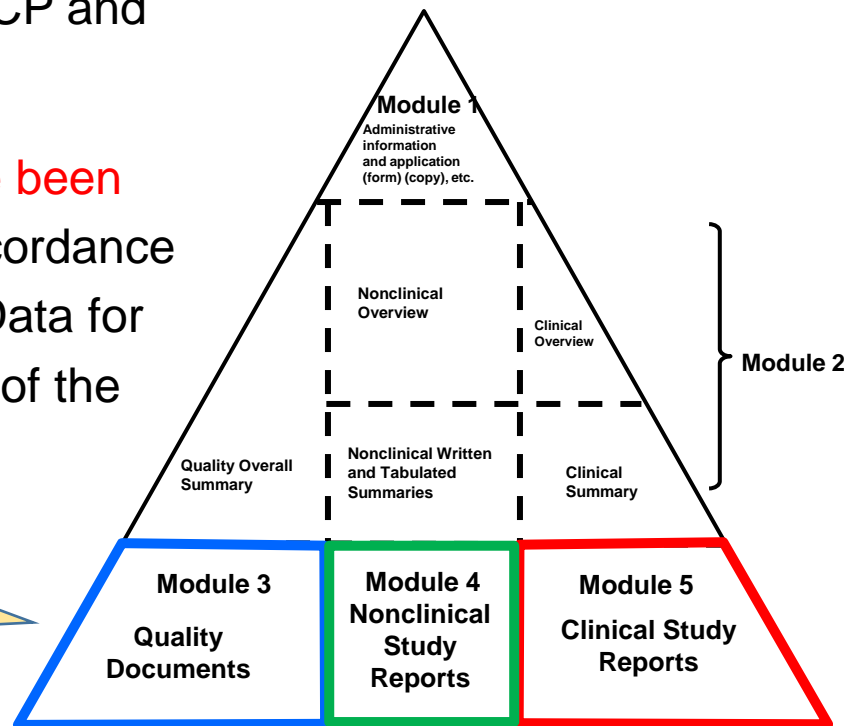 CP and
been
cordance
Data for
of the
Module 1
Administrative
information
and application
(form) (copy), etc.
Nonclinical
Overview
Clinical
Overview
Module 2
Quality Overall
Summary
Nonclinical Written
and Tabulated
Summaries
Clinical
Summary
Module 3
Quality
Documents
Module 4
Nonclinical
Study
Reports
Module 5
Clinical Study
Reports